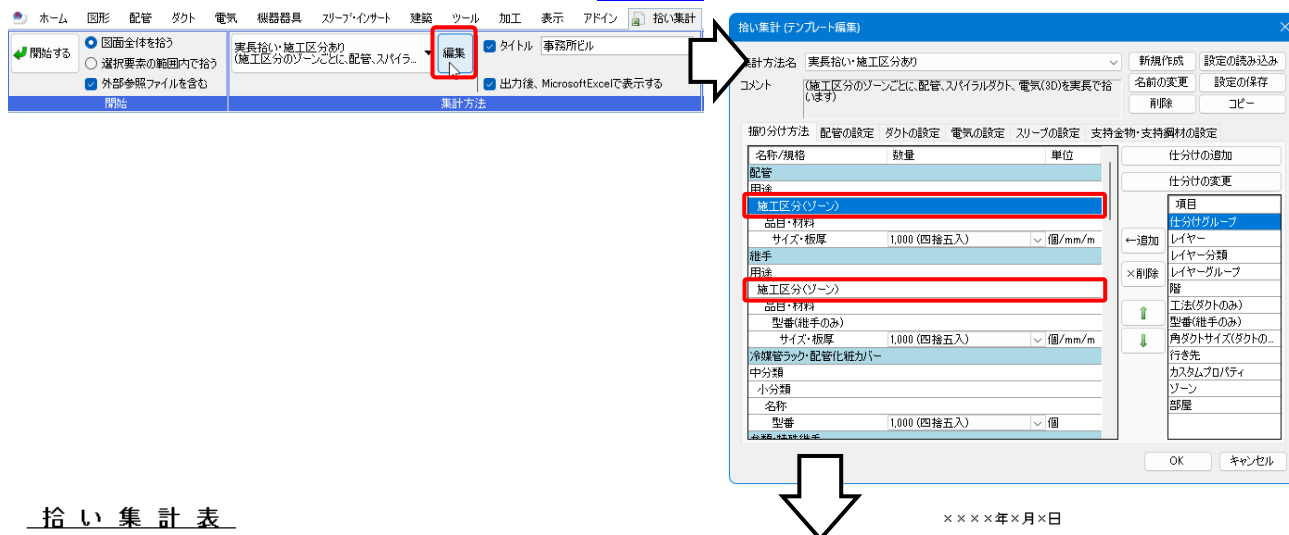 ホーム 図形 配管 ダクト 電気 機器器具 スリーブ・インサート 建築 ツール 加工 表示 アドイン 拾い集計
開始する
図面全体を拾う
選択要素の範囲内で拾う
外部参照ファイルを含む
開始
実長拾い・施工区分あり
(施工区分のゾーンごとに、配管、スパイラ...
編集
タイトル 事務所ビル
出力後、MicrosoftExcelで表示する
集計方法
拾い集計 (テンプレート編集)
集計方法名 実長拾い・施工区分あり
新規作成 設定の読み込み
コメント (施工区分のゾーンごとに、配管、スパイラルダクト、電気(3D)を実長で拾
います)
名前の変更 設定の保存
削除 コピー
振り分け方法 配管の設定 ダクトの設定 電気の設定 スリーブの設定 支持金物・支持鋼材の設定
名称/規格 数量 単位
配管
用途
施工区分(ゾーン)
品目・材料
サイズ・板厚 1,000 (四捨五入) 個/mm/m
継手
用途
施工区分(ゾーン)
品目・材料
型番(継手のみ)
サイズ・板厚 1,000 (四捨五入) 個/mm/m
冷媒管ラック・配管化粧カバー
中分類
小分類
名称
型番 1,000 (四捨五入) 個
仕分けの追加
仕分けの変更
←追加
×削除
項目
仕分けグループ
レイヤー
レイヤー分類
レイヤーグループ
階
工法(ダクトのみ)
型番(継手のみ)
角ダクトサイズ(ダクトの...
行き先
カスタムプロパティ
ゾーン
部屋
OK キャンセル
拾い集計表
××××年×月×日